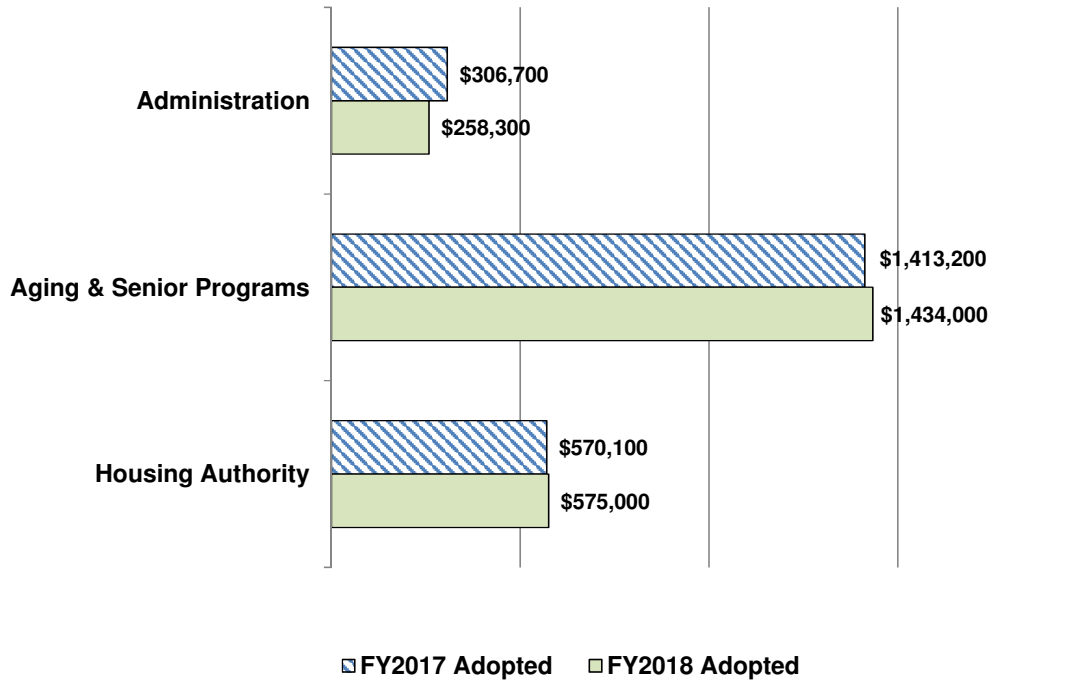 Administration
$306,700
$258,300
Aging & Senior Programs
$1,413,200
$1,434,000
Housing Authority
$570,100
$575,000
FY2017 Adopted FY2018 Adopted